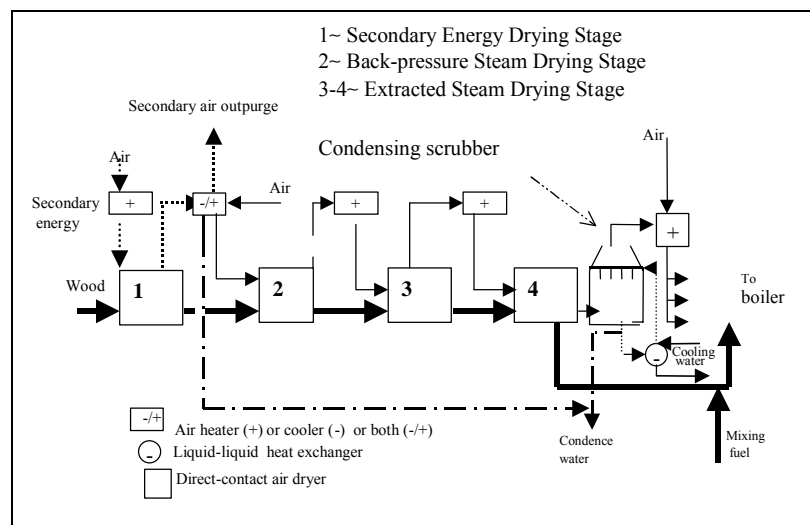 1~ Secondary Energy Drying Stage
2~ Back-pressure Steam Drying Stage
3-4~ Extracted Steam Drying Stage
Secondary air outpurge
Air
Condensing scrubber
Air
Secondary
energy
+
-/+
Air
+
+
+
Wood
1
2
3
4
To
boiler
Cooling
water
-
-/+
Air heater (+) or cooler (-) or both (-/+)
-
Liquid-liquid heat exchanger
Direct-contact air dryer
Condence
water
Mixing
fuel